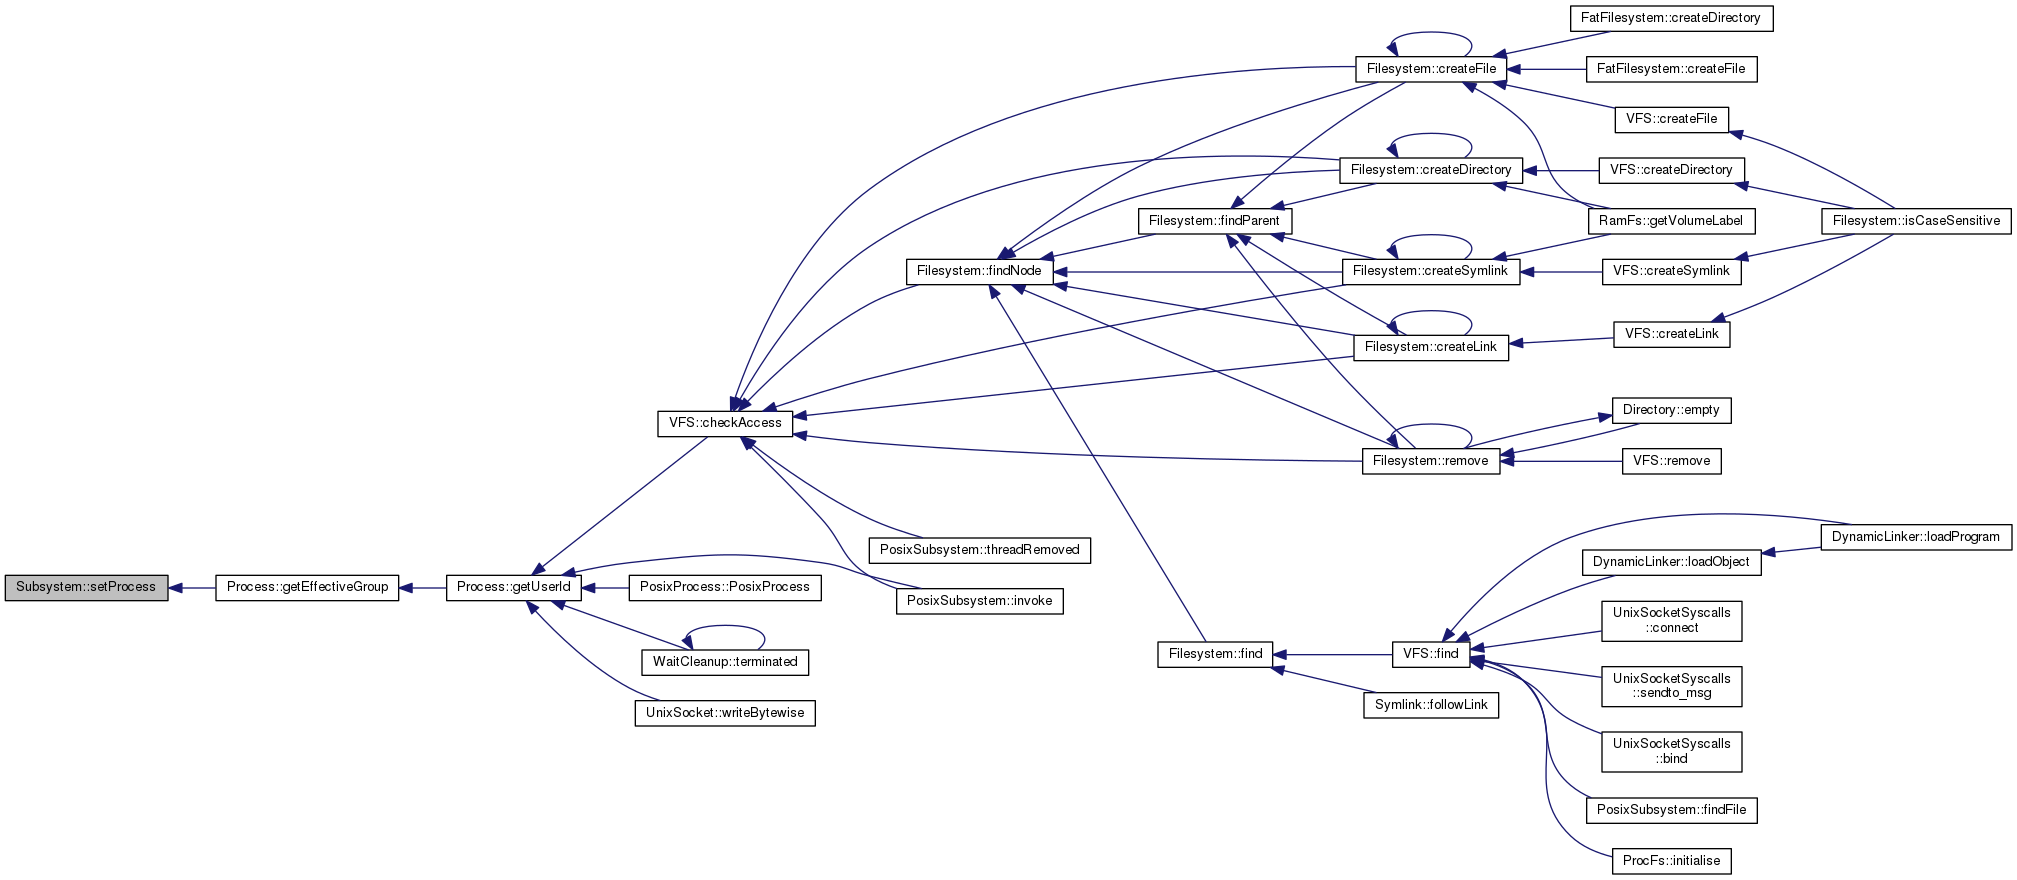 FatFilesystem::createDirectory
Filesystem::createFile
FatFilesystem::createFile
VFS::createFile
Filesystem::createDirectory
VFS::createDirectory
Filesystem::findParent
RamFs::getVolumeLabel
Filesystem::isCaseSensitive
Filesystem::findNode
Filesystem::createSymlink
VFS::createSymlink
VFS::createLink
Filesystem::createLink
Directory::empty
VFS::checkAccess
Filesystem::remove
VFS::remove
DynamicLinker::loadProgram
PosixSubsystem::threadRemoved
DynamicLinker::loadObject
Subsystem::setProcess
Process::getEffectiveGroup
Process::getUserId
PosixProcess::PosixProcess
PosixSubsystem::invoke
UnixSocketSyscalls
::connect
WaitCleanup::terminated
Filesystem::find
VFS::find
UnixSocketSyscalls
::sendto_msg
Symlink::followLink
UnixSocket::writeBytewise
UnixSocketSyscalls
::bind
PosixSubsystem::findFile
ProcFs::initialise